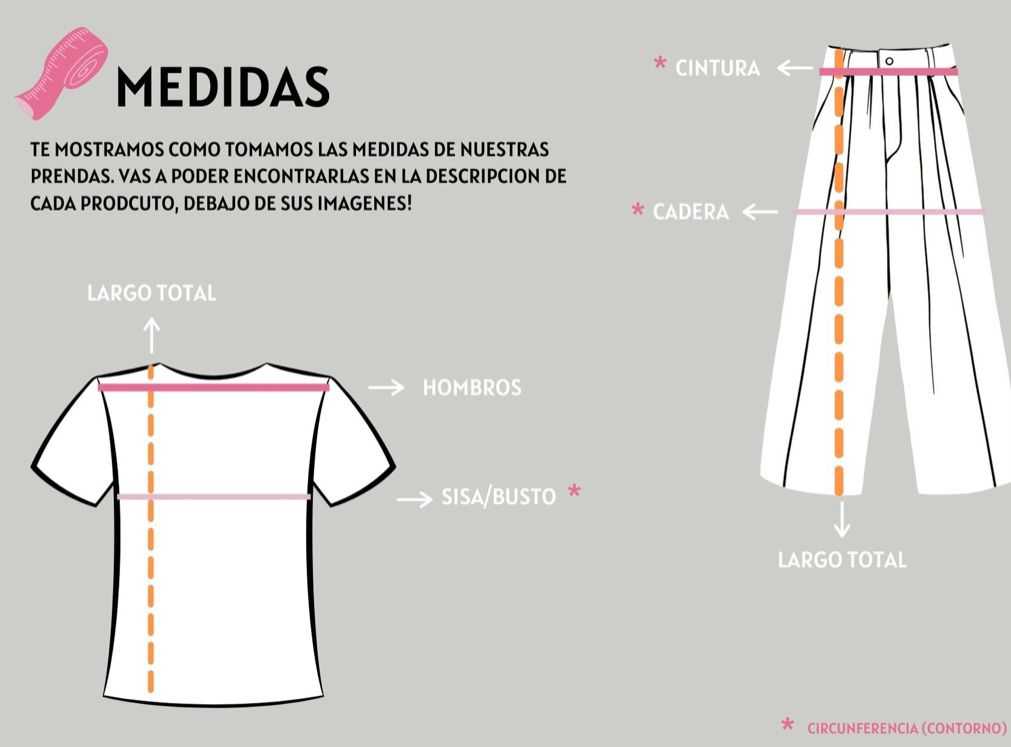 MEDIDAS
TE MOSTRAMOS COMO TOMAMOS LAS MEDIDAS DE NUESTRAS
PRENDAS. VAS A PODER ENCONTRARLAS EN LA DESCRIPCION DE
CADA PRODCUTO, DEBAJO DE SUS IMAGENES!
LARGO TOTAL
HOMBROS
SISA/BUSTO *
* CINTURA
* CADERA
LARGO TOTAL
* CIRCUNFERENCIA (CONTORNO)